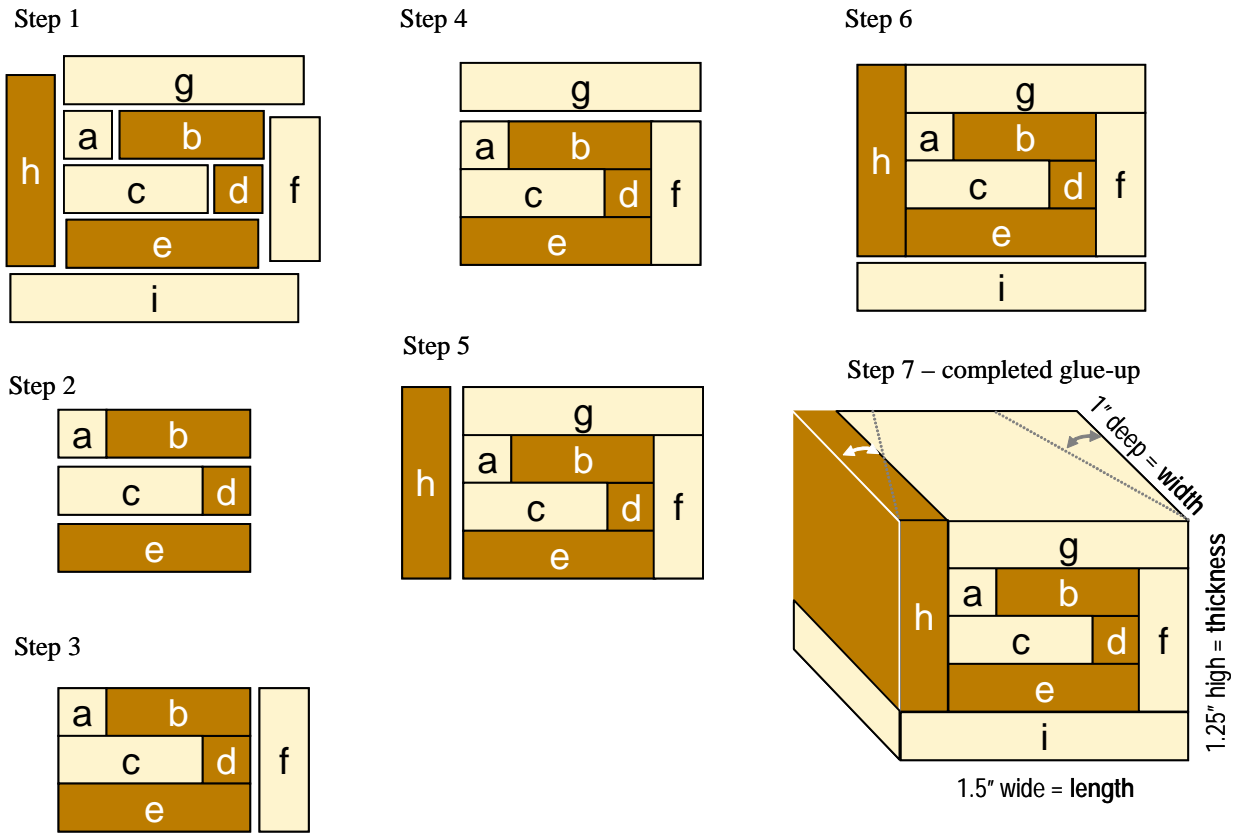 Step 1
g
a b
h
c d
f
e
i
Step 2
a b
c d
e
Step 3
a b
c d
f
e
Step 4
g
a b
c d
f
e
Step 5
g
a b
h
c d
f
e
Step 6
g
a b
h
c d
f
e
i
Step 7 – completed glue-up
1″ deep = width
g
a b
h
c d
f
e
i
1.25″ high = thickness
1.5″ wide = length